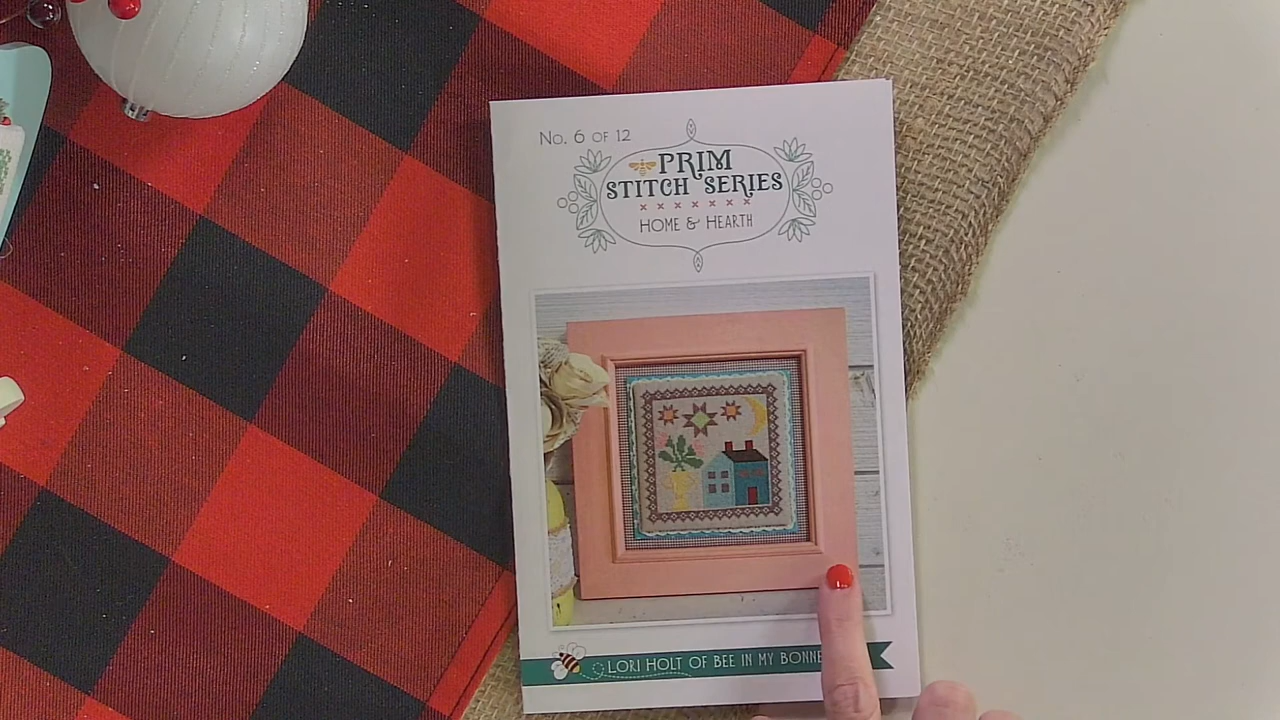 No. 6 OF 12
PRIM
STITCH SERIES
HOME & HEARTH
LORI HOLT OF BEE IN MY BONNE